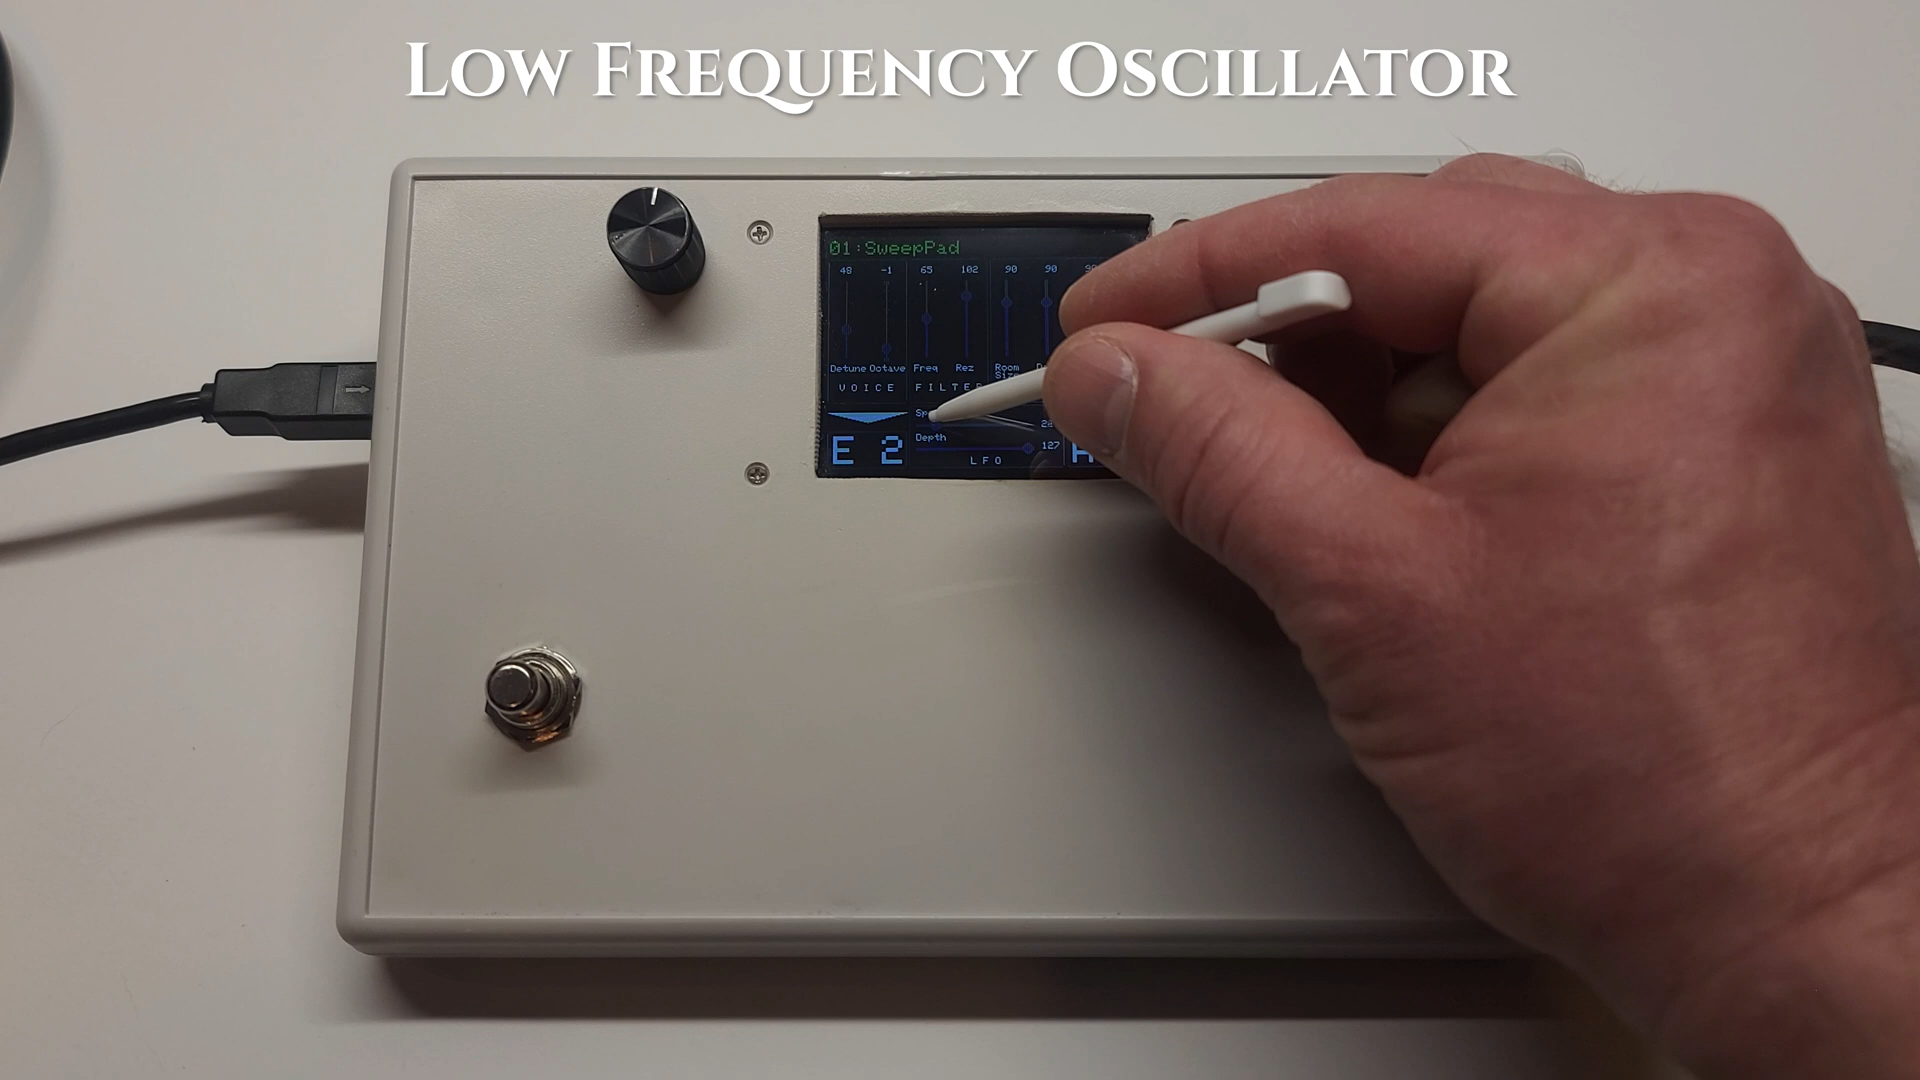 Low Frequency Oscillator
01:SweepPad
48 -1 65 102 90 90
Detune Octave Freq Rez Room
Size
VOICE
E 2
Depth 127
LFO